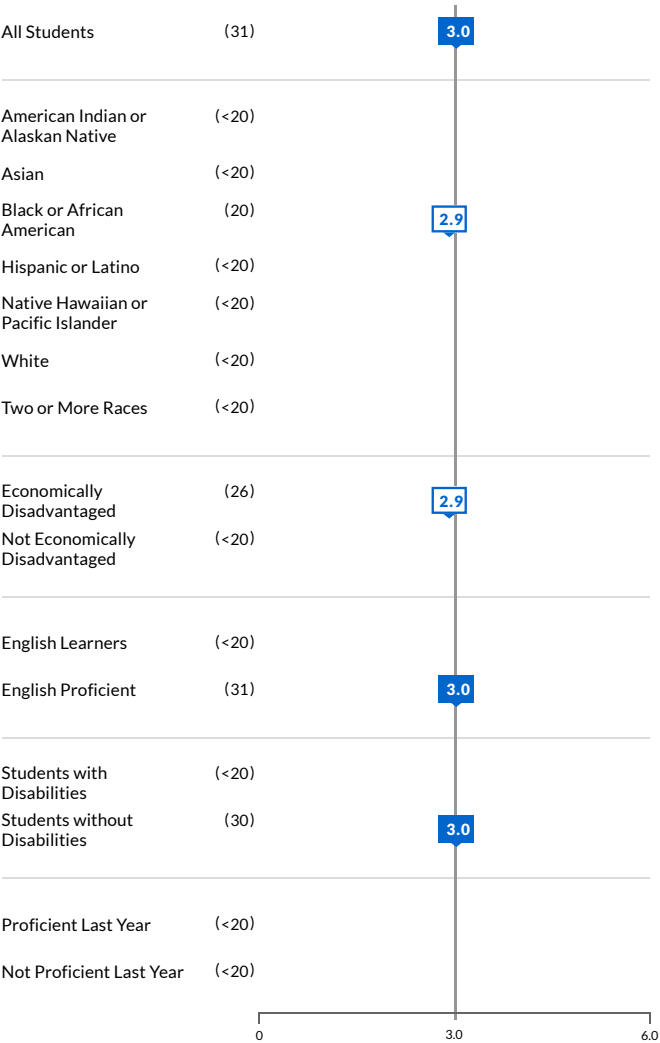 All Students (31) 3.0
American Indian or
Alaskan Native (<20)
Asian (<20)
Black or African
American (20) 2.9
Hispanic or Latino (<20)
Native Hawaiian or
Pacific Islander (<20)
White (<20)
Two or More Races (<20)
Economically
Disadvantaged (26) 2.9
Not Economically
Disadvantaged (<20)
English Learners (<20)
English Proficient (31) 3.0
Students with
Disabilities (<20)
Students without
Disabilities (30) 3.0
Proficient Last Year (<20)
Not Proficient Last Year (<20)
0 3.0 6.0